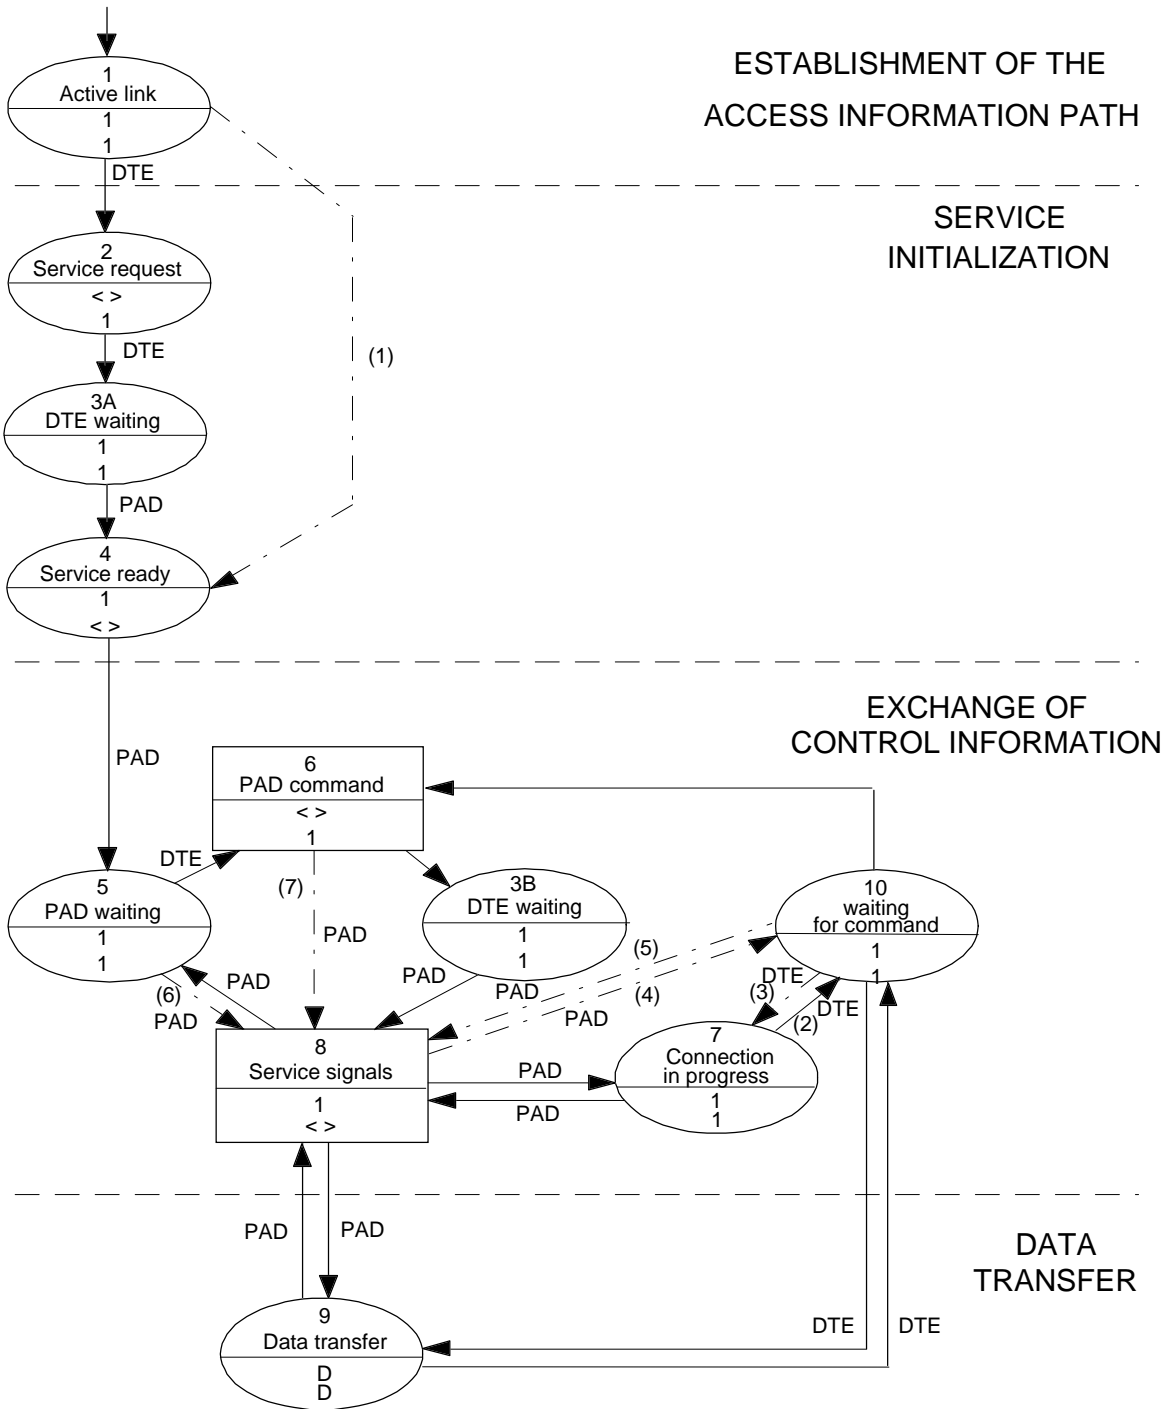 ESTABLISHMENT OF THE
ACCESS INFORMATION PATH
1
Active link
1
1
DTE
SERVICE
INITIALIZATION
2
Service request
< >
1
DTE
(1)
3A
DTE waiting
1
1
PAD
4
Service ready
1
< >
EXCHANGE OF
CONTROL INFORMATION
PAD
6
PAD command
< >
1
DTE
5
PAD waiting
1
1
(7)
PAD
3B
DTE waiting
1
1
10
waiting
for command
1
1
(6)
PAD
PAD
PAD
(5)
PAD
(4)
PAD
DTE
(3)
DTE
(2)
8
Service signals
1
< >
PAD
PAD
7
Connection
in progress
1
1
PAD
PAD
DATA
TRANSFER
9
Data transfer
D
D
DTE
DTE